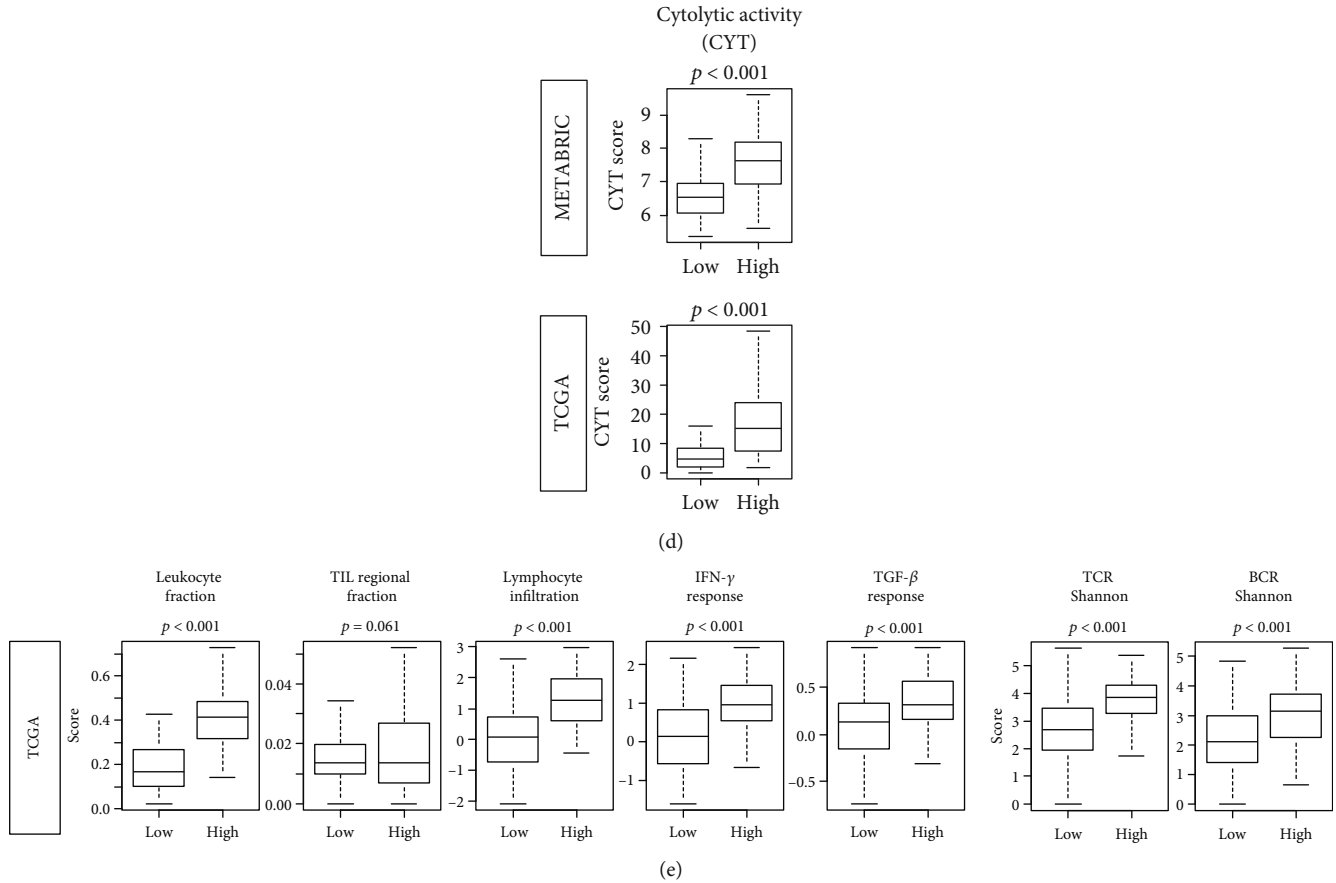 Cytolytic activity
(CYT)
p < 0.001
METABRIC
CYT score
9
8
7
6
Low High
p < 0.001
TCGA
CYT score
50
40
30
20
10
0
Low High
(d)
TCGA
Score
Leukocyte
fraction
p < 0.001
0.6
0.4
0.2
0.0
Low High
TIL regional
fraction
p = 0.061
0.04
0.02
0.00
Low High
Lymphocyte
infiltration
p < 0.001
3
2
1
0
−1
−2
Low High
IFN-γ
response
p < 0.001
2
1
0
−1
Low High
TGF-β
response
p < 0.001
0.5
0.0
−0.5
Low High
TCR
Shannon
p < 0.001
Score
5
4
3
2
1
0
Low High
BCR
Shannon
p < 0.001
5
4
3
2
1
0
Low High
(e)